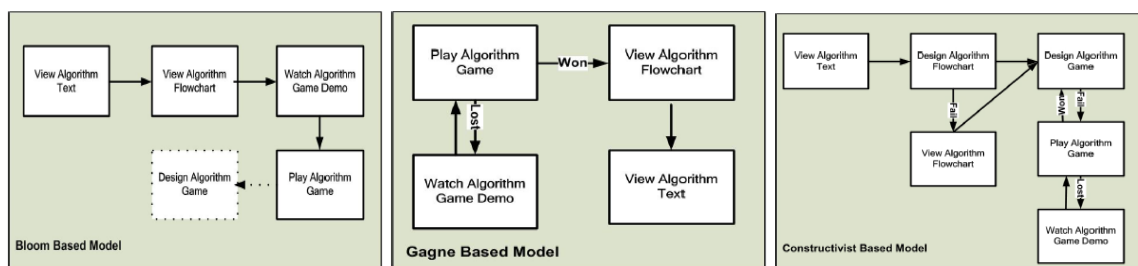 View Algorithm
Text
View Algorithm
Flowchart
Watch Algorithm
Game Demo
Design Algorithm
Game
Play Algorithm
Game
Bloom Based Model
Play Algorithm
Game
Won
View Algorithm
Flowchart
Lost
Watch Algorithm
Game Demo
View Algorithm
Text
Gagne Based Model
View Algorithm
Text
Design Algorithm
Flowchart
Design Algorithm
Game
Fail
Won
Fail
View Algorithm
Flowchart
Play Algorithm
Game
Lost
Watch Algorithm
Game Demo
Constructivist Based Model